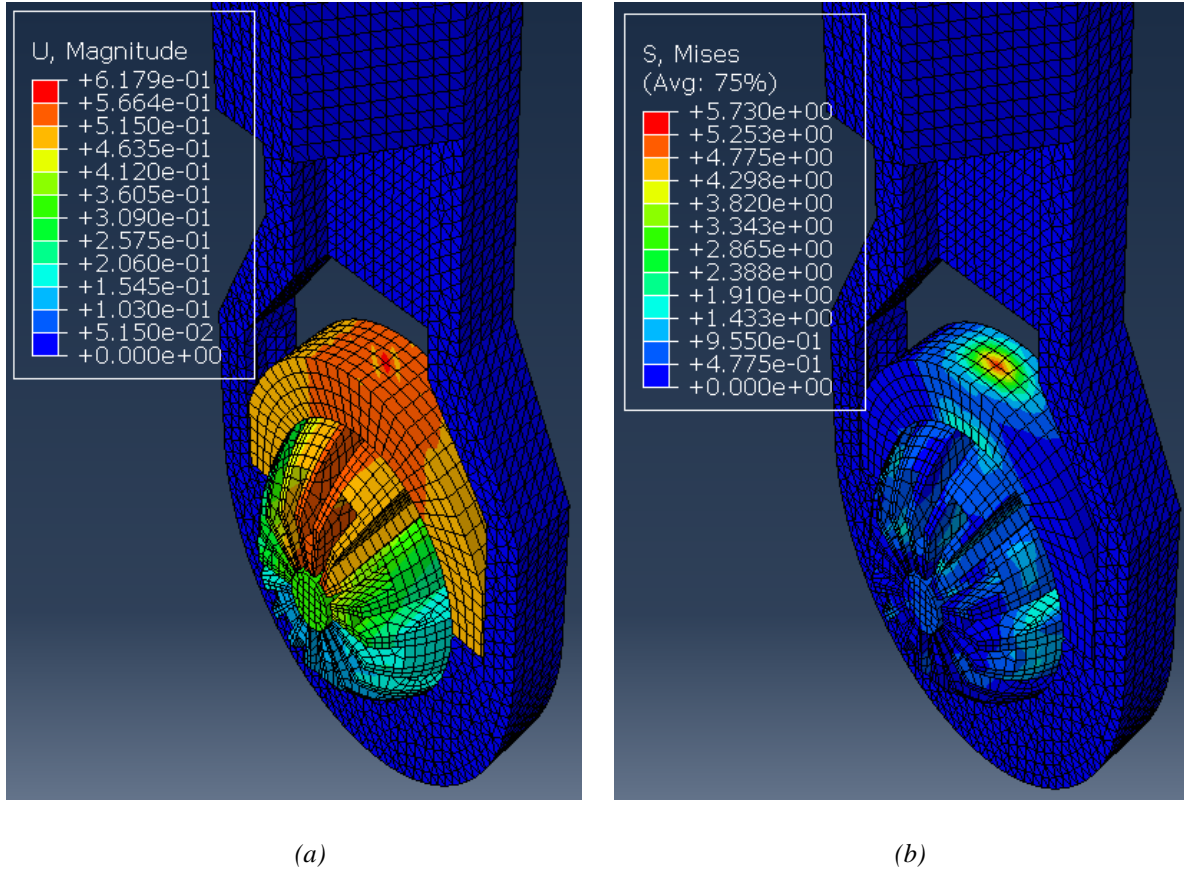 U, Magnitude
+6.179e-01
+5.664e-01
+5.150e-01
+4.635e-01
+4.120e-01
+3.605e-01
+3.090e-01
+2.575e-01
+2.060e-01
+1.545e-01
+1.030e-01
+5.150e-02
+0.000e+00
S, Mises
(Avg: 75%)
+5.730e+00
+5.253e+00
+4.775e+00
+4.298e+00
+3.820e+00
+3.343e+00
+2.865e+00
+2.388e+00
+1.910e+00
+1.433e+00
+9.550e-01
+4.775e-01
+0.000e+00
(a)
(b)